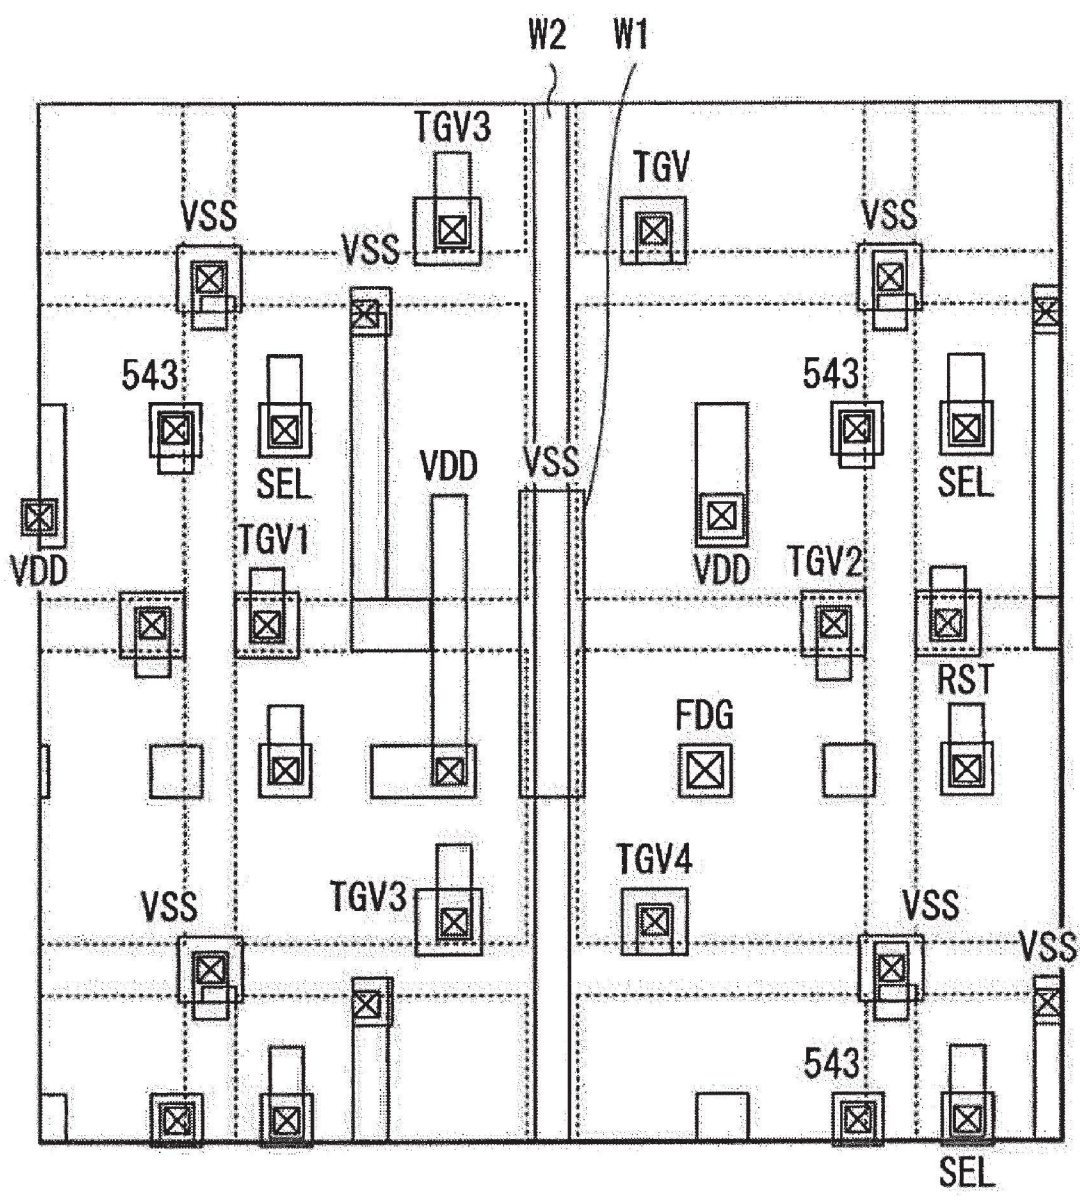 W2 W1
TGV3
TGV
VSS
VSS
VSS
543
543
SEL
VDD
VSS
SEL
VDD
TGV1
VDD
TGV2
RST
FDG
TGV4
VSS
TGV3
VSS
VSS
543
SEL